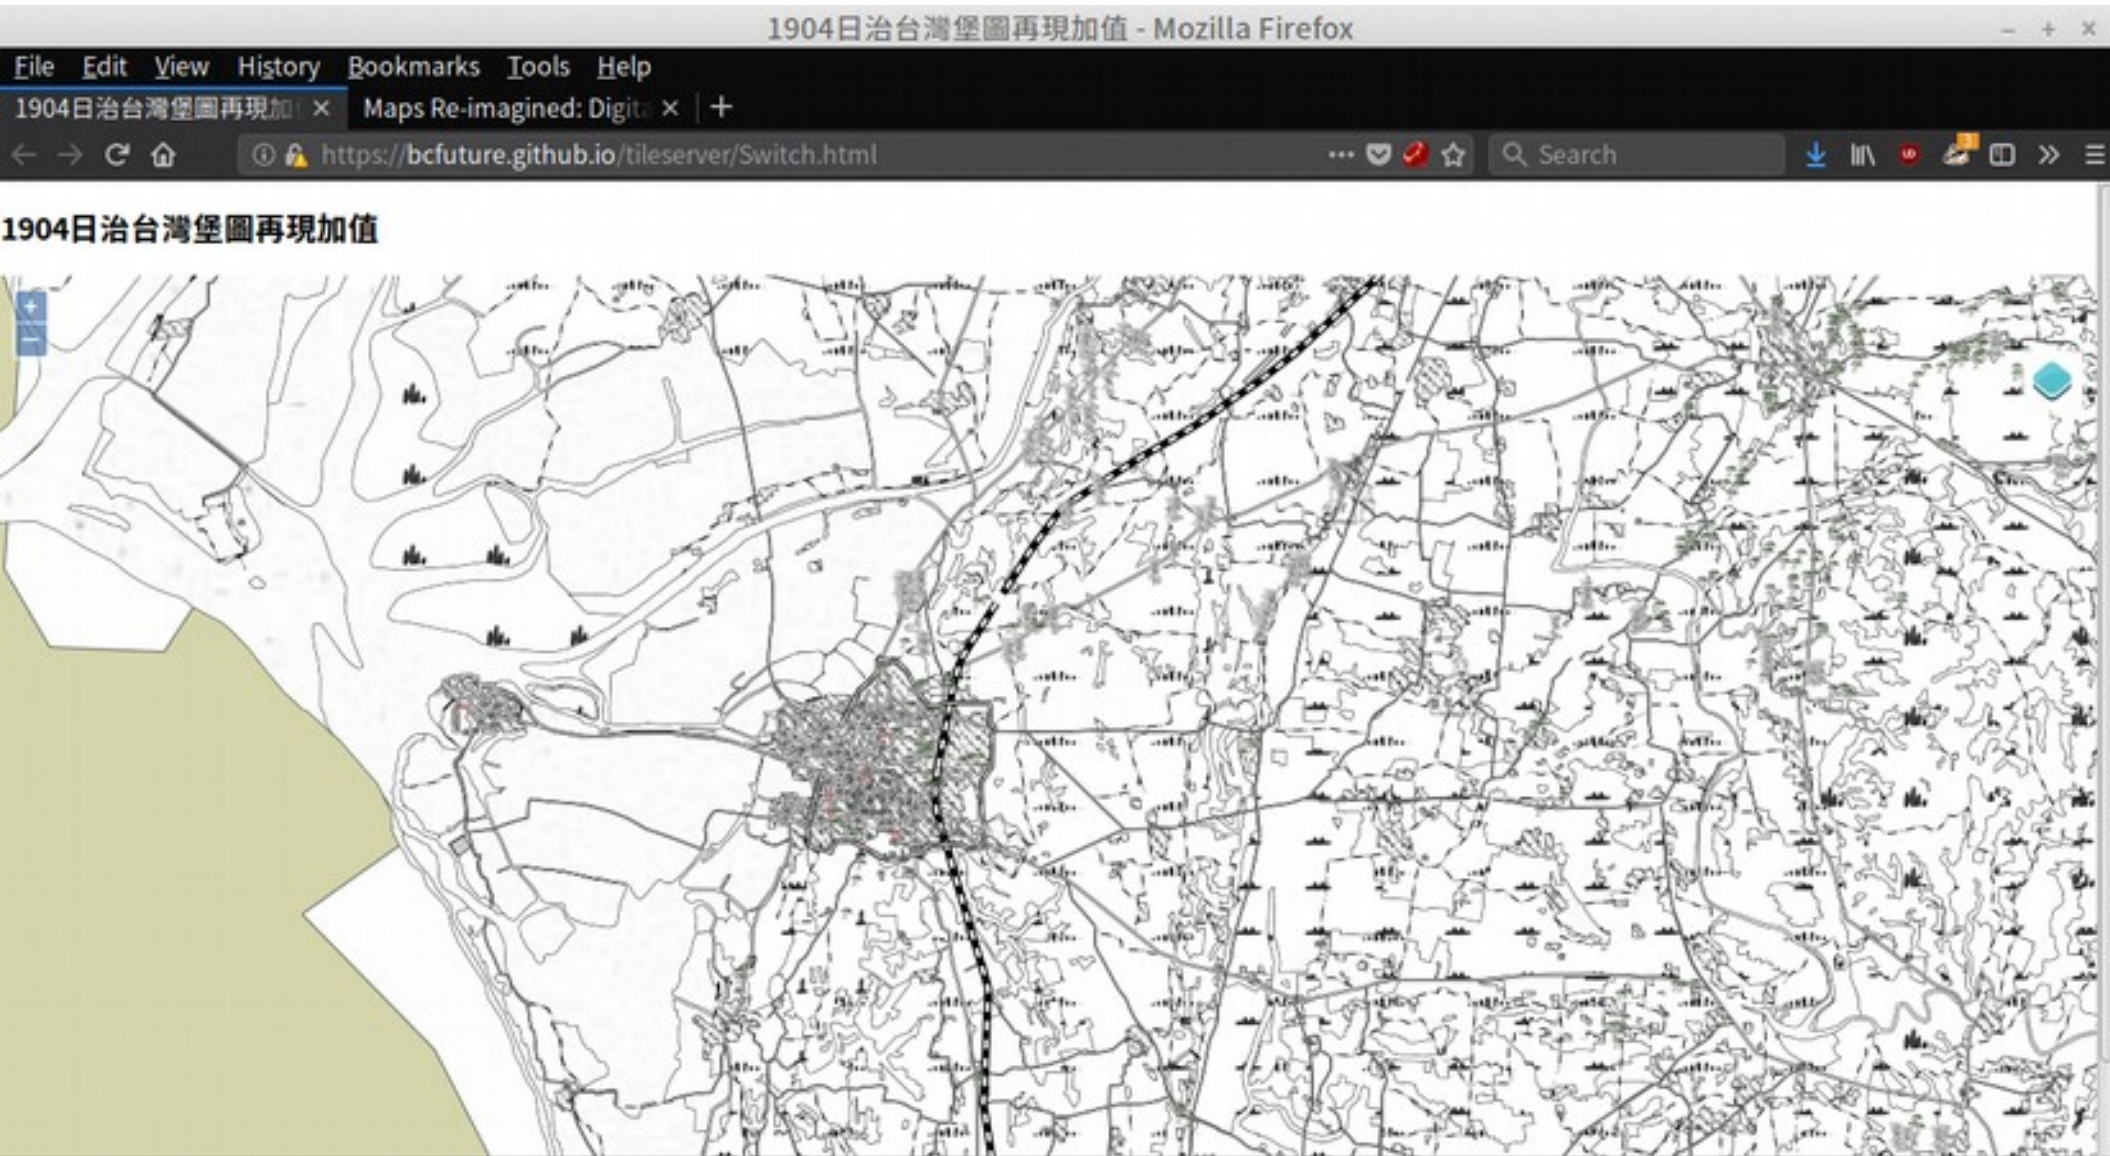 1904日治台灣堡圖再現加值 - Mozilla Firefox
File Edit View History Bookmarks Tools Help
1904日治台灣堡圖再現加 Maps Re-imagined: Digita
https://bcfuture.github.io/tileserver/Switch.html Search 3
1904日治台灣堡圖再現加值